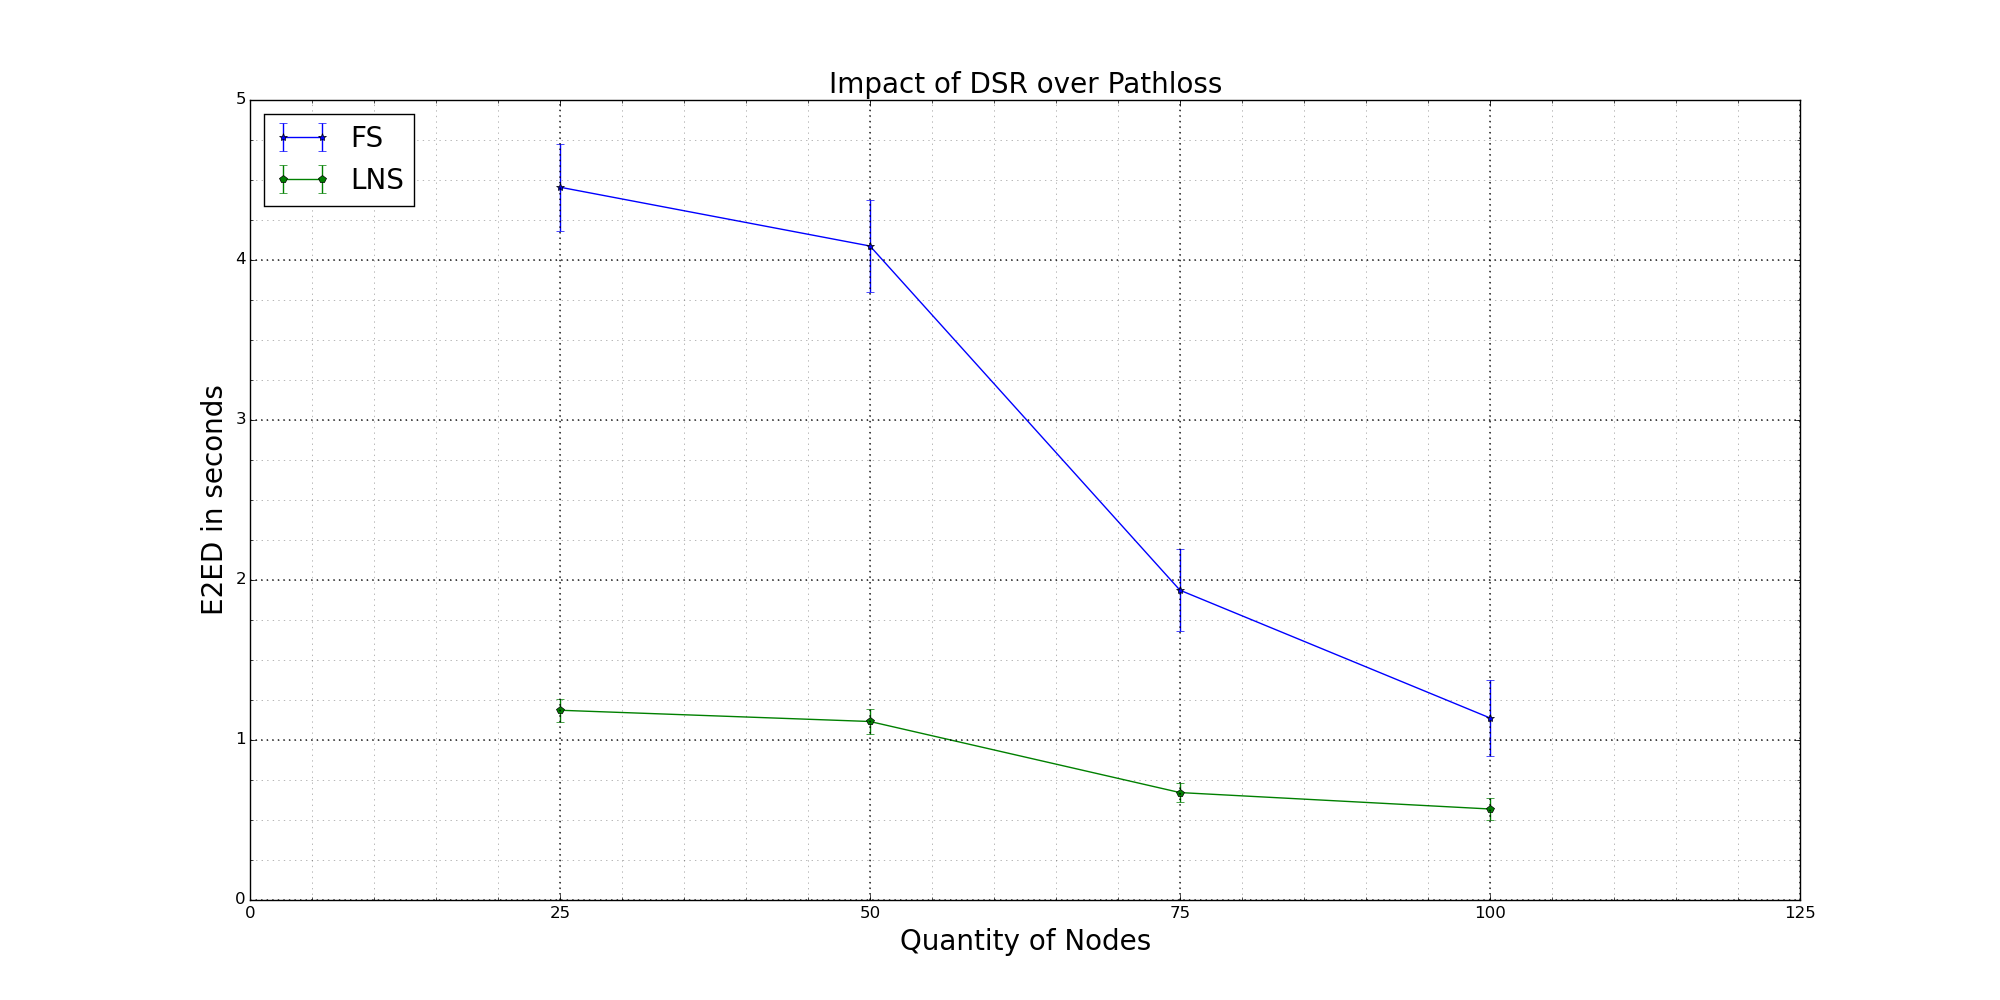 Impact of DSR over Pathloss
FS
LNS
5
4
3
2
1
0
E2ED in seconds
0 25 50 75 100 125
Quantity of Nodes